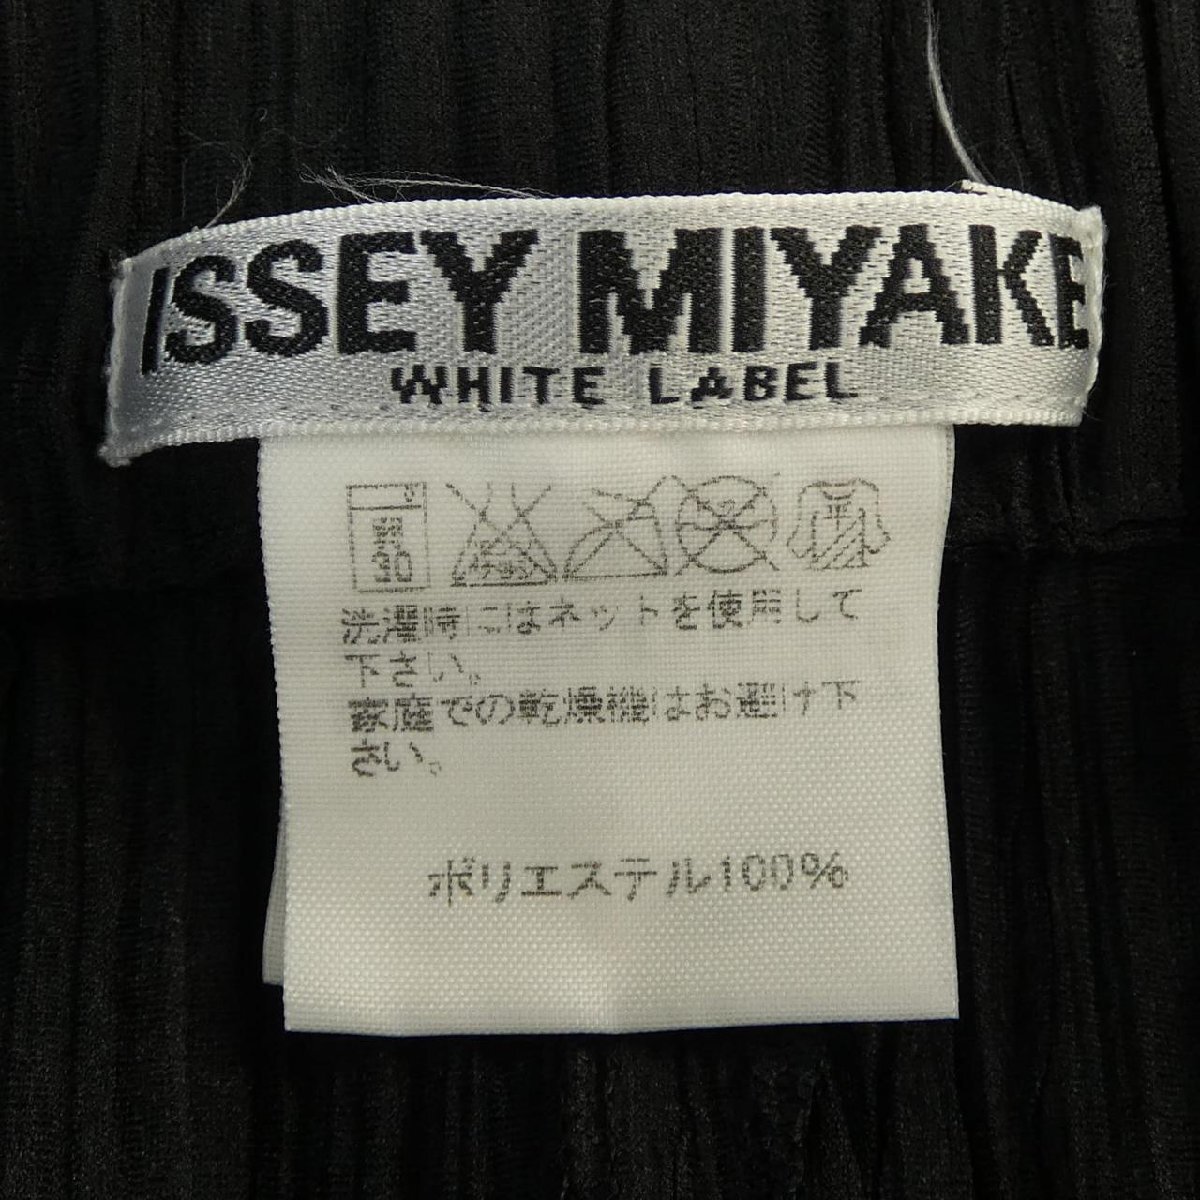 ISSEY MIYAKE
WHITE LABEL
洗濯時にはネットを使用して
下さい。
家庭での乾燥機はお避け下
さい。
ポリエステル100%